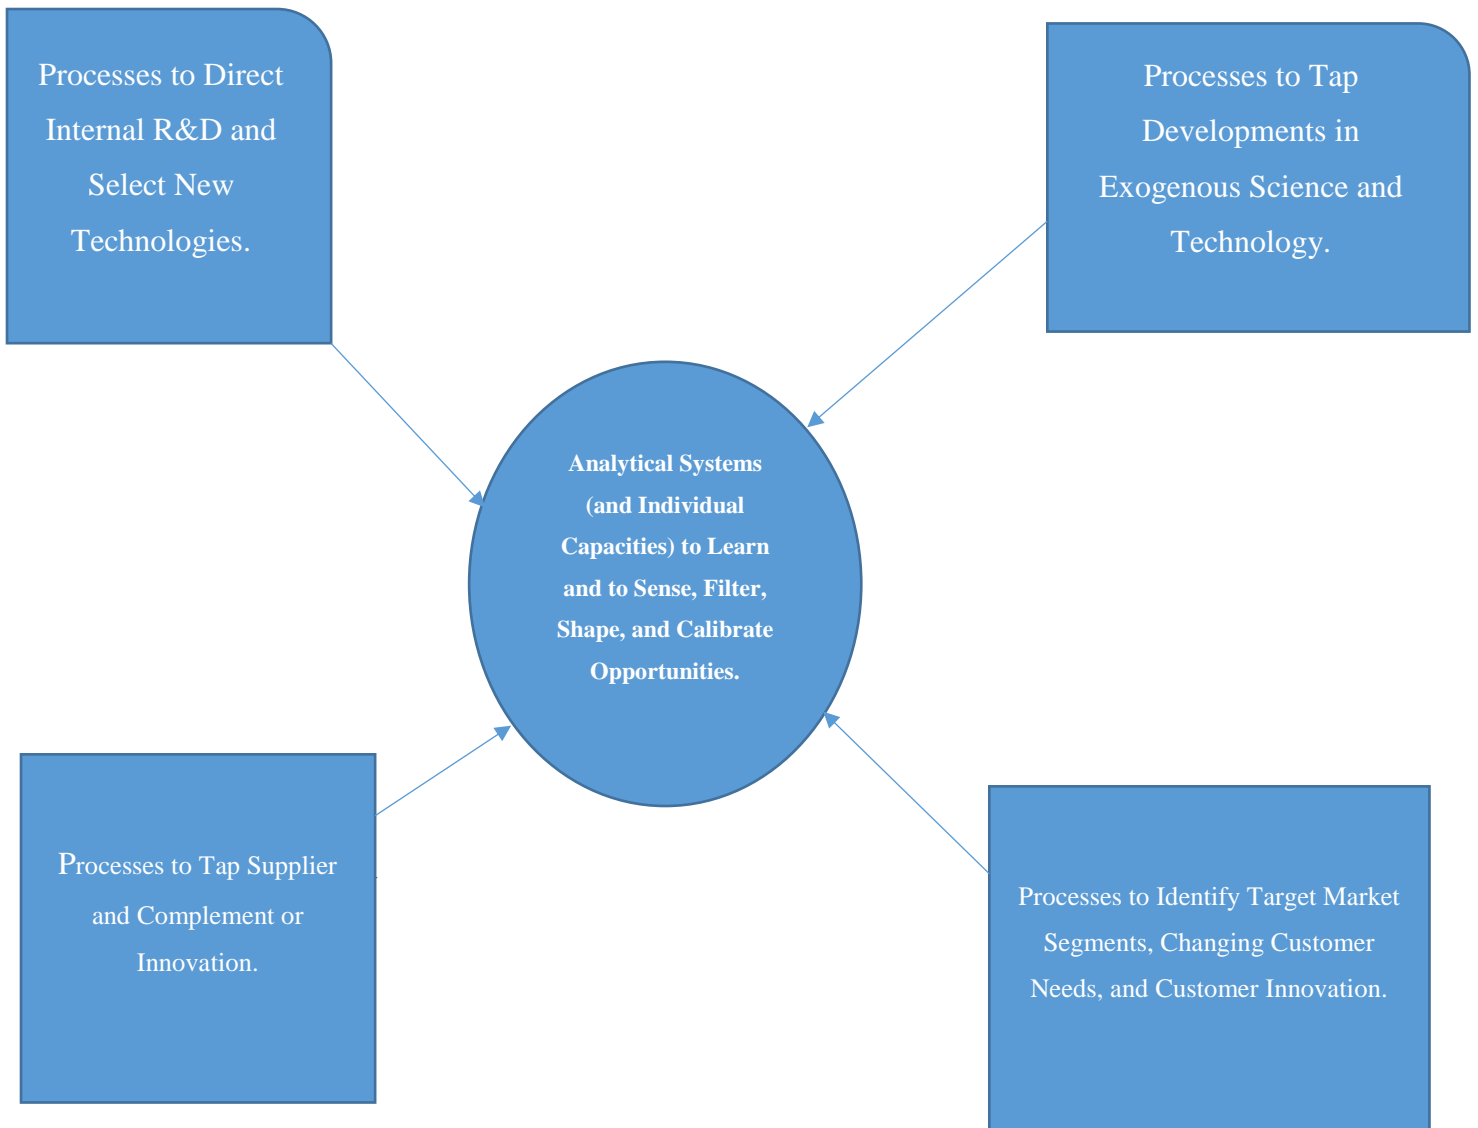 Processes to Direct
Internal R&D and
Select New
Technologies.
Processes to Tap
Developments in
Exogenous Science and
Technology.
Analytical Systems
(and Individual
Capacities) to Learn
and to Sense, Filter,
Shape, and Calibrate
Opportunities.
Processes to Tap Supplier
and Complement or
Innovation.
Processes to Identify Target Market
Segments, Changing Customer
Needs, and Customer Innovation.